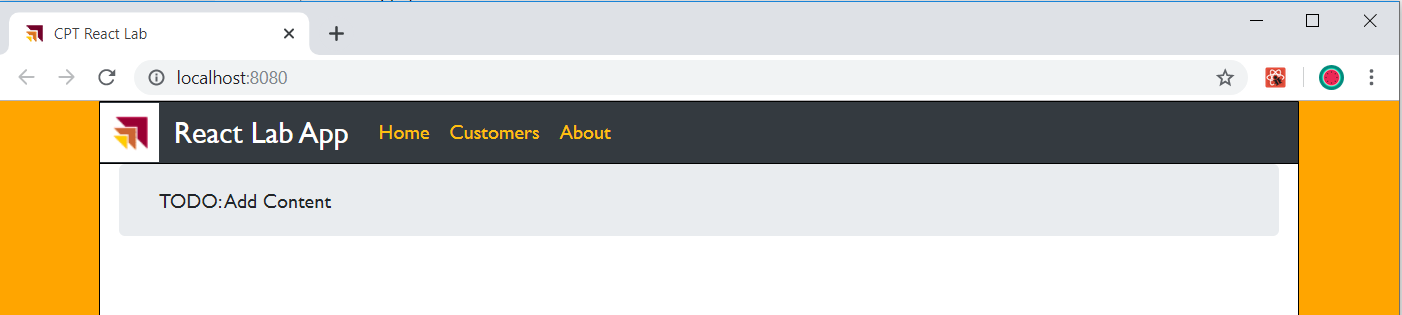 CPT React Lab
localhost:8080
React Lab App Home Customers About
TODO: Add Content